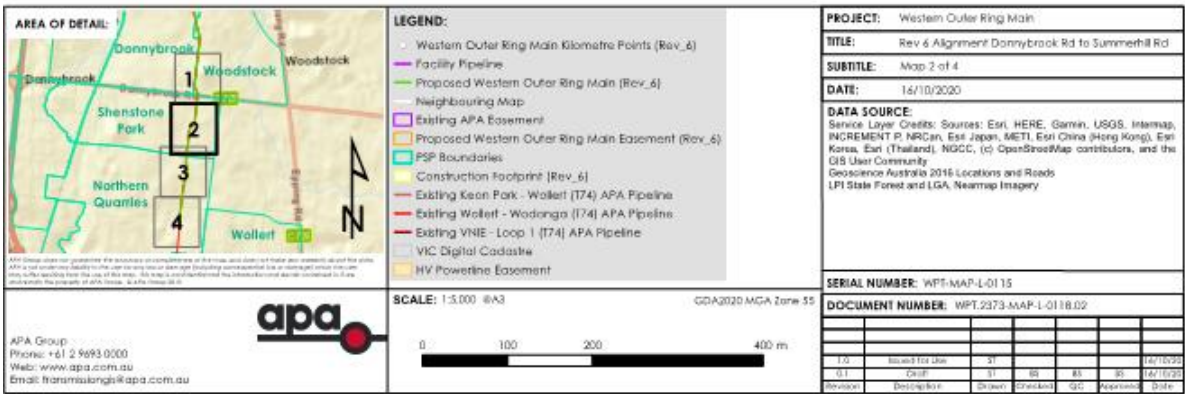 AREA OF DETAIL:
Donnybrook
Woodstock
Woodstock
Donnybrook
1
Shenstone
Park
2
3
Northern
Quarries
4
Wollert
N
APA Group
Phone: +61 2 9693 0000
Web: www.apa.com.au
Email: transmissiongis@apa.com.au
apa
LEGEND:
Western Outer Ring Main Kilometre Points (Rev_6)
Facility Pipeline
Proposed Western Outer Ring Main (Rev_6)
Neighbouring Map
Existing APA Easement
Proposed Western Outer Ring Main Easement (Rev_6)
PSP Boundaries
Construction Footprint (Rev_6)
Existing Keon Park - Wollert (T74) APA Pipeline
Existing Wollert - Wodonga (T74) APA Pipeline
Existing VNIE - Loop 1 (T74) APA Pipeline
VIC Digital Cadastre
HV Powerline Easement
SCALE: 1:5,000 @A3 GDA2020 MGA Zone 55
0 100 200 400 m
PROJECT: Western Outer Ring Main
TITLE: Rev 6 Alignment Donnybrook Rd to Summerhill Rd
SUBTITLE: Map 2 of 4
DATE: 16/10/2020
DATA SOURCE:
Service Layer Credits: Sources: Esri, HERE, Garmin, USGS, Intermap,
INCREMENT P, NRCan, Esri Japan, METI, Esri China (Hong Kong), Esri
Korea, Esri (Thailand), NGCC, (c) OpenStreetMap contributors, and the
GIS User Community
Geoscience Australia 2016 Locations and Roads
LPI State Forest and LGA, Nearmap Imagery
SERIAL NUMBER: WPT-MAP-L-0115
DOCUMENT NUMBER: WPT.2373-MAP-L-0118.02
1.0 Issued for Use ST 16/10/20
0.1 Draft ST BS BS BS 16/10/20
Revision Description Drawn Checked QC Approved Date